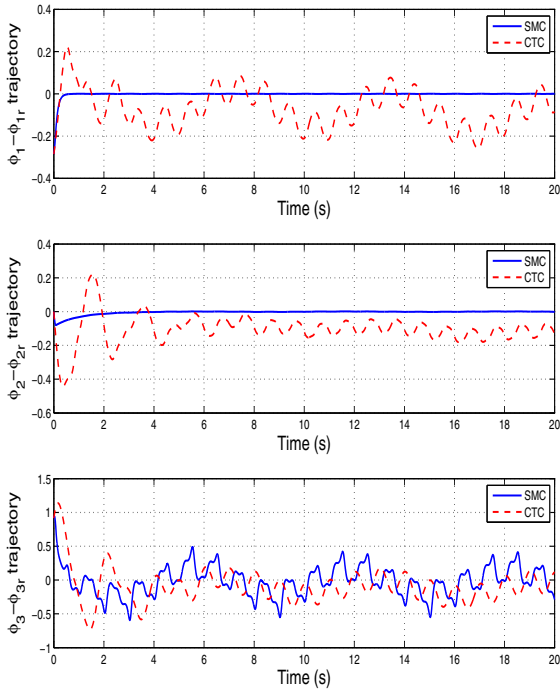 0.4
0.2
0
-0.2
-0.4
ϕ1−ϕ1r trajectory
SMC
CTC
0 2 4 6 8 10 12 14 16 18 20
Time (s)
0.4
0.2
0
-0.2
-0.4
-0.6
ϕ2−ϕ2r trajectory
SMC
CTC
0 2 4 6 8 10 12 14 16 18 20
Time (s)
1.5
1
0.5
0
-0.5
-1
ϕ3−ϕ3r trajectory
SMC
CTC
0 2 4 6 8 10 12 14 16 18 20
Time (s)